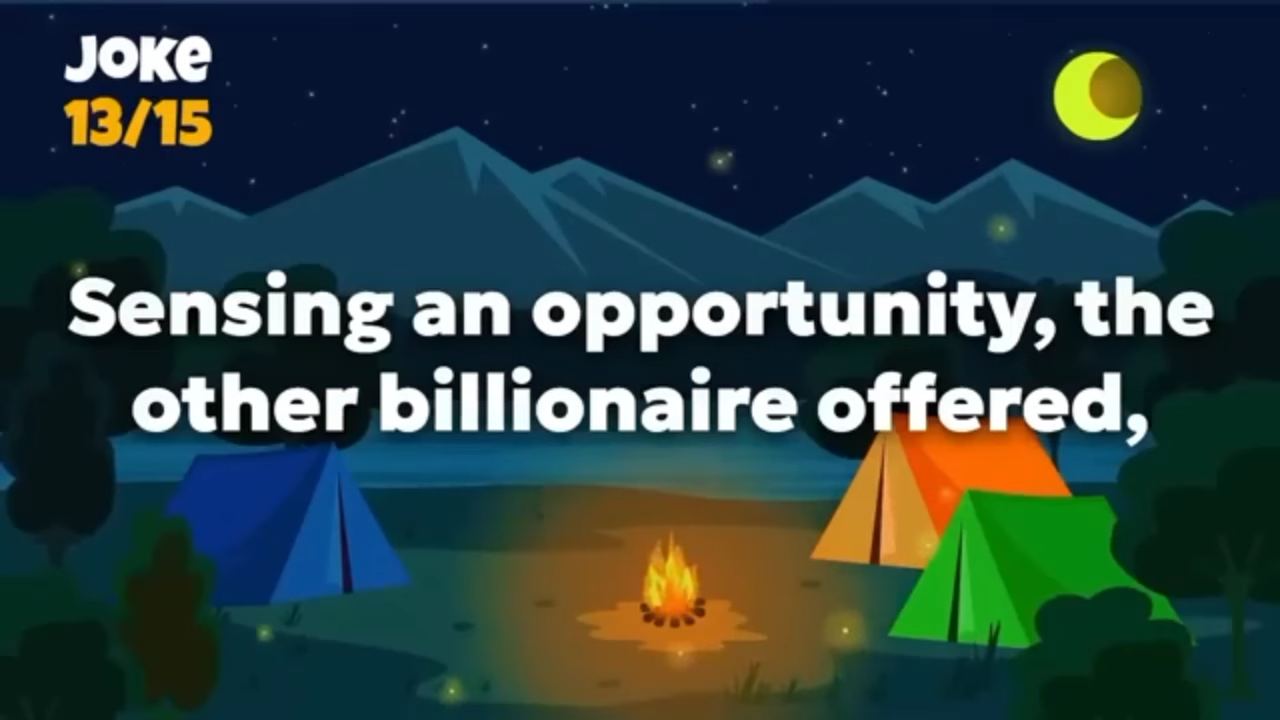 Joke
13/15
Sensing an opportunity, the
other billionaire offered,